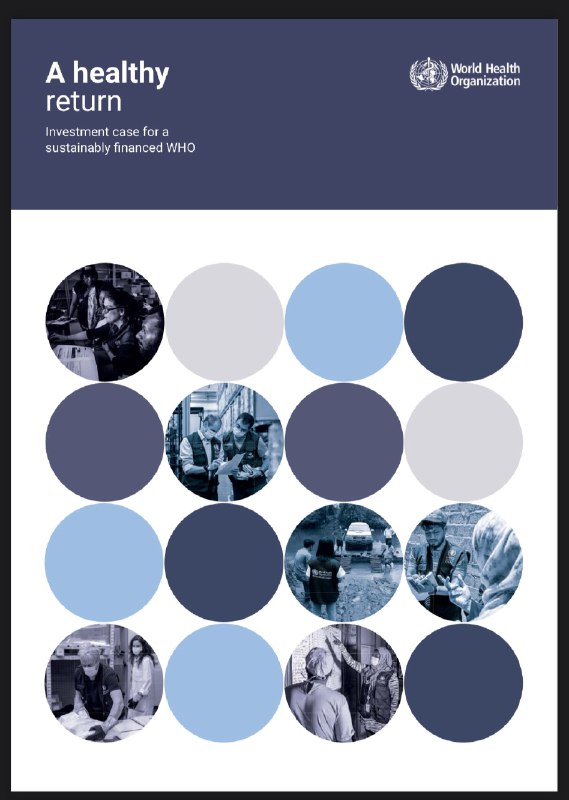 A healthy
return
Investment case for a
sustainably financed WHO
World Health
Organization